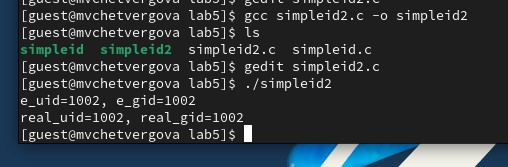 [guest@mvchetvergova lab5]$ gedit simpleid2.c
[guest@mvchetvergova lab5]$ gcc simpleid2.c -o simpleid2
[guest@mvchetvergova lab5]$ ls
simpleid simpleid2 simpleid2.c simpleid.c
[guest@mvchetvergova lab5]$ gedit simpleid2.c
[guest@mvchetvergova lab5]$ ./simpleid2
e_uid=1002, e_gid=1002
real_uid=1002, real_gid=1002
[guest@mvchetvergova lab5]$